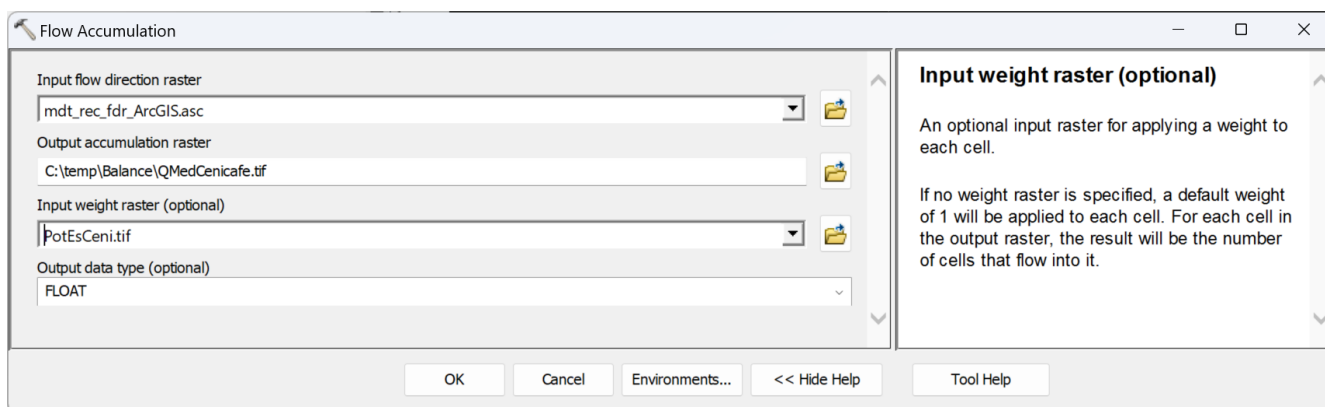 Flow Accumulation
Input flow direction raster
mdt_rec_fdr_ArcGIS.asc
Output accumulation raster
C:\temp\Balance\QMedCenicafe.tif
Input weight raster (optional)
PotEsCeni.tif
Output data type (optional)
FLOAT
Input weight raster (optional)
An optional input raster for applying a weight to
each cell.
If no weight raster is specified, a default weight
of 1 will be applied to each cell. For each cell in
the output raster, the result will be the number
of cells that flow into it.
OK
Cancel
Environments...
<< Hide Help
Tool Help